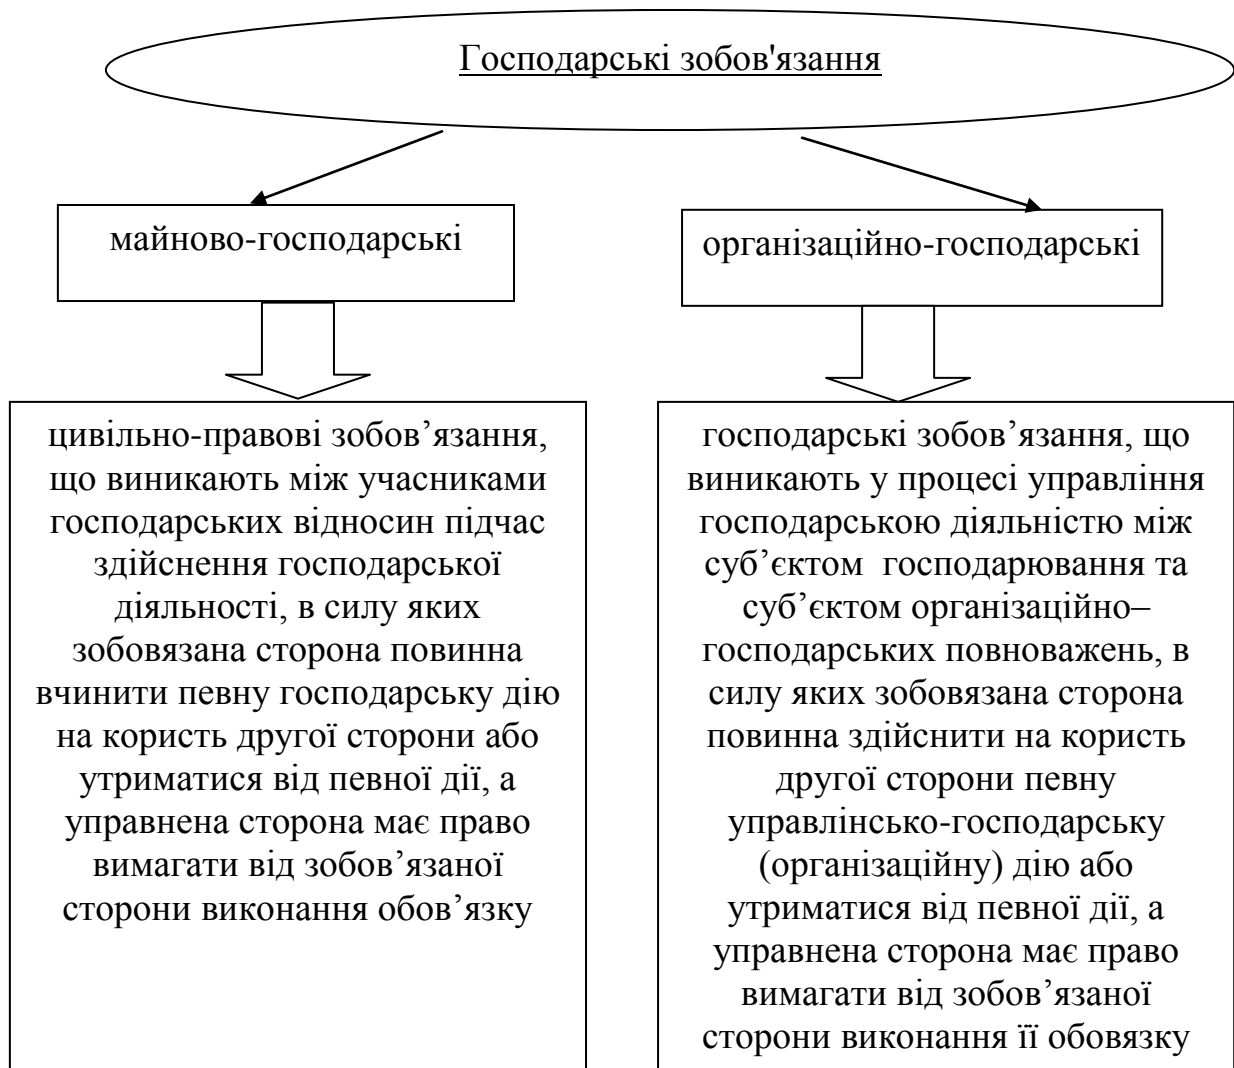 Господарські зобов'язання
майново-господарські
організаційно-господарські
цивільно-правові зобов’язання,
що виникають між учасниками
господарських відносин підчас
здійснення господарської
діяльності, в силу яких
зобовязана сторона повинна
вчинити певну господарську дію
на користь другої сторони або
утриматися від певної дії, а
управнена сторона має право
вимагати від зобов’язаної
сторони виконання обов’язку
господарські зобов’язання, що
виникають у процесі управління
господарською діяльністю між
суб’єктом  господарювання та
суб’єктом організаційно–
господарських повноважень, в
силу яких зобовязана сторона
повинна здійснити на користь
другої сторони певну
управлінсько-господарську
(організаційну) дію або
утриматися від певної дії, а
управнена сторона має право
вимагати від зобов’язаної
сторони виконання її обовязку